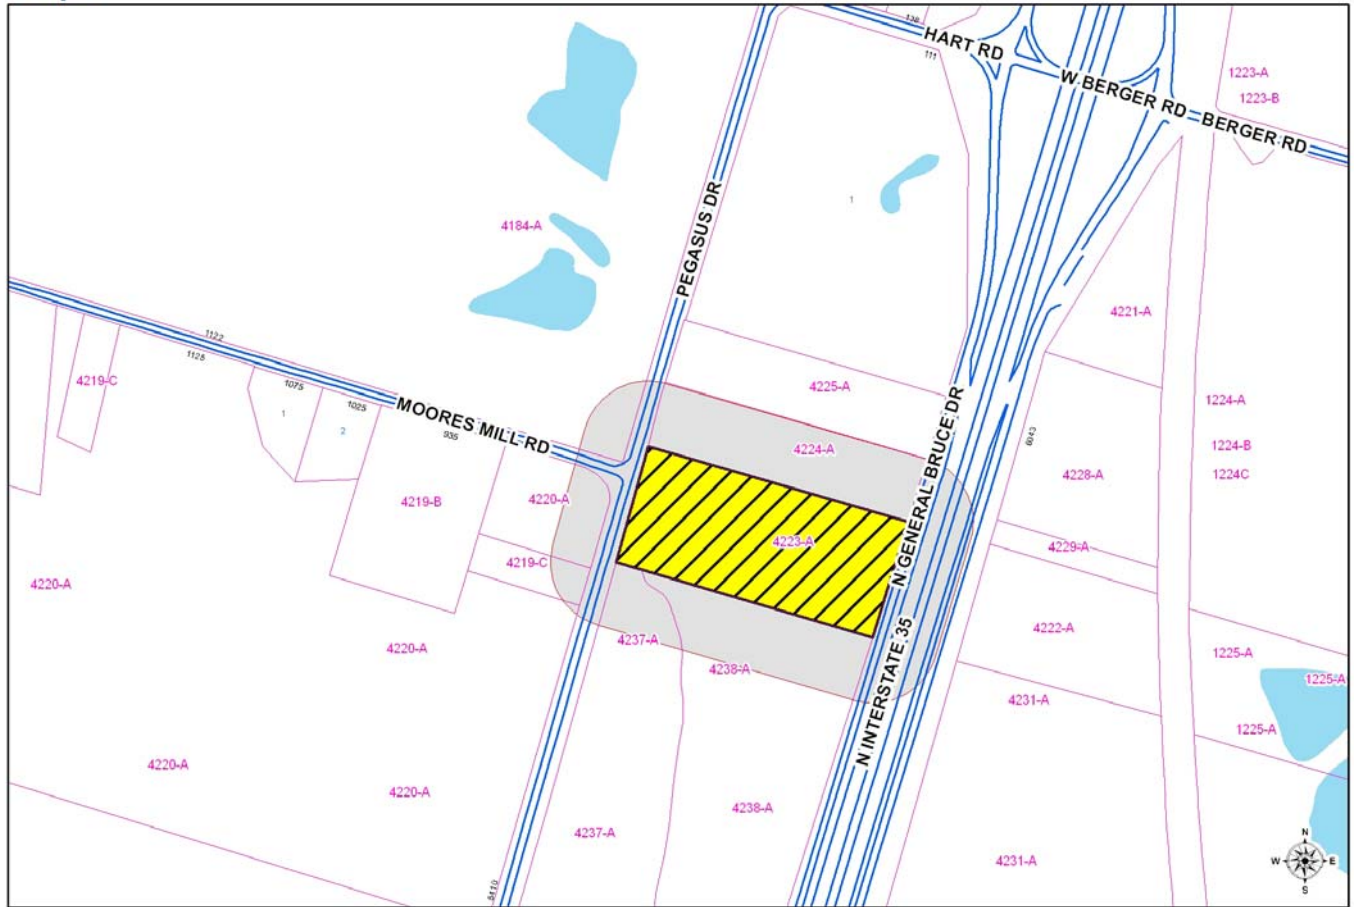 138
HART RD
111
1223-A
W BERGER RD
1223-B
BERGER RD
1
PEGASUS DR
4184-A
4221-A
1122
1125
4219-C
1075
4225-A
1025
1224-A
MOORES MILL RD
935
1
2
6043
4224-A
1224-B
4228-A
1224C
4219-B
4220-A
N GENERAL BRUCE DR
4223-A
4229-A
4219-C
4220-A
4237-A
4222-A
4220-A
4238-A
1225-A
1225-A
N INTERSTATE 35
4231-A
1225-A
4220-A
4220-A
4238-A
4237-A
4231-A
N
W
E
S